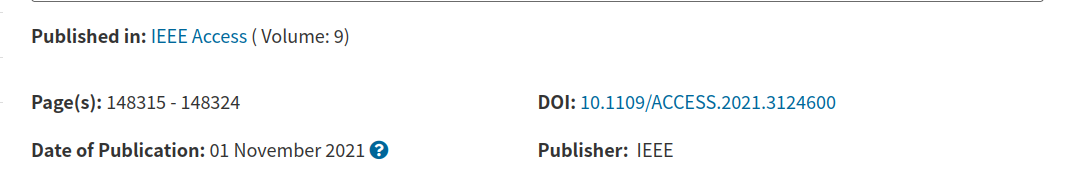 Published in: IEEE Access ( Volume: 9)
Page(s): 148315 - 148324
DOI: 10.1109/ACCESS.2021.3124600
Date of Publication: 01 November 2021 ?
Publisher: IEEE